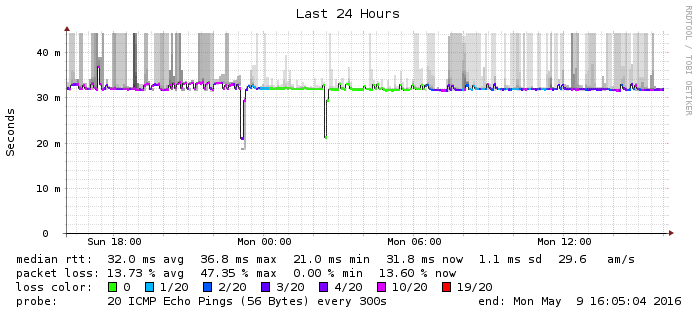 Last 24 Hours
RRDTOOL / TOBI OETIKER
Seconds
40 m
30 m
20 m
10 m
0
Sun 18:00 Mon 00:00 Mon 06:00 Mon 12:00
median rtt: 32.0 ms avg 36.8 ms max 21.0 ms min 31.8 ms now 1.1 ms sd 29.6 am/s
packet loss: 13.73 % avg 47.35 % max 0.00 % min 13.60 % now
loss color: 0 1/20 2/20 3/20 4/20 10/20 19/20
probe: 20 ICMP Echo Pings (56 Bytes) every 300s end: Mon May 9 16:05:04 2016